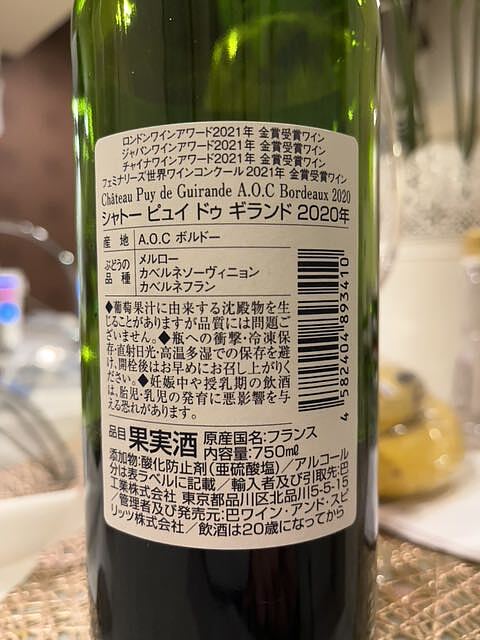 ロンドンワインアワード2021年 金賞受賞ワイン
ジャパンワインアワード2021年 金賞受賞ワイン
チャイナワインアワード2021年 金賞受賞ワイン
フェミナリーズ世界ワインコンクール 2021年 金賞受賞ワイン
Château Puy de Guirande A.O.C Bordeaux 2020
シャトー ピュイ ドゥ ギランド 2020年
産 地 A.O.C ボルドー
ぶどうの品 種 メルロー
カベルネソーヴィニョン
カベルネフラン
◆葡萄果汁に由来する沈殿物を生
じることがありますが品質には問題ご
ざいません。◆瓶への衝撃・冷凍保
存・直射日光・高温多湿での保存を避
け、開栓後はお早めにお召し上がりく
ださい。◆妊娠中や授乳期の飲酒
は、胎児・乳児の発育に悪影響を与
える恐れがあります。
4 582404 893410
品目 果実酒 原産国名:フランス
内容量:750㎖
添加物:酸化防止剤(亜硫酸塩)/アルコール
分は表ラベルに記載/輸入者及び引取先:巴
工業株式会社 東京都品川区北品川5-5-15
/管理者及び発売元:巴ワイン・アンド・スピ
リッツ株式会社/飲酒は20歳になってから